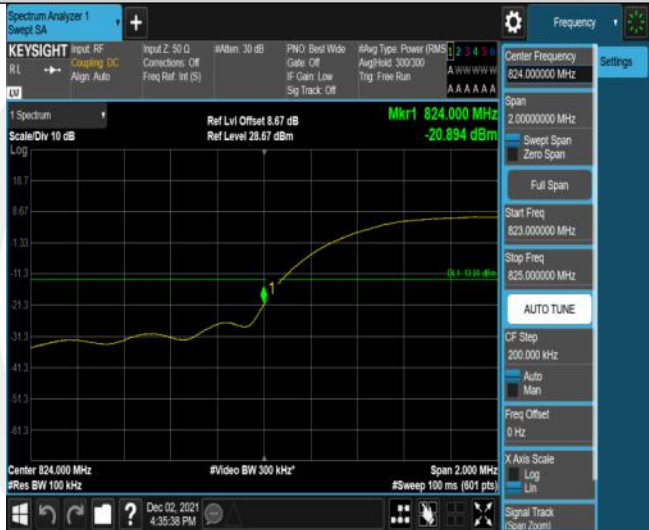 Spectrum Analyzer 1
Swept SA
Frequency
KEYSIGHT Input: RF
Coupling: DC
Align: Auto
RL
LXI
Input Z: 50 Ω
Corrections: Off
Freq Ref: Int (S)
#Atten: 30 dB
PNO: Best Wide
Gate: Off
IF Gain: Low
Sig Track: Off
#Avg Type: Power (RMS
Avg|Hold: 300/300
Trig: Free Run
1 2 3 4 5 6
A W W W W W
A A A A A A
1 Spectrum
Scale/Div 10 dB
Log
Ref Lvl Offset 8.67 dB
Ref Level 28.67 dBm
Mkr1 824.000 MHz
-20.894 dBm
18.7
8.67
-1.33
-11.3
-21.3
-31.3
-41.3
-51.3
-61.3
DL1 -13.00 dBm
1
Center 824.000 MHz
#Res BW 100 kHz
#Video BW 300 kHz*
Span 2.000 MHz
#Sweep 100 ms (601 pts)
Dec 02, 2021
4:35:38 PM
Center Frequency
824.000000 MHz
Settings
Span
2.00000000 MHz
Swept Span
Zero Span
Full Span
Start Freq
823.000000 MHz
Stop Freq
825.000000 MHz
AUTO TUNE
CF Step
200.000 kHz
Auto
Man
Freq Offset
0 Hz
X Axis Scale
Log
Lin
Signal Track
(Span Zoom)